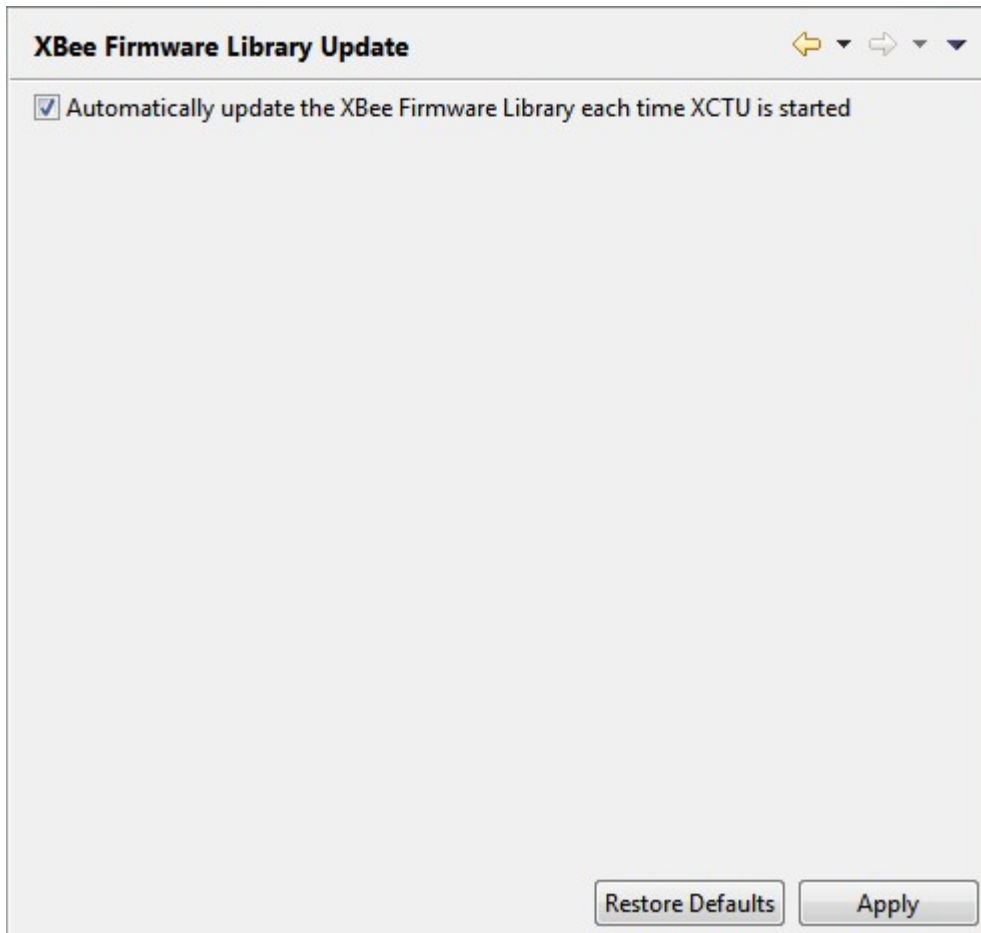 XBee Firmware Library Update
Automatically update the XBee Firmware Library each time XCTU is started
Restore Defaults
Apply